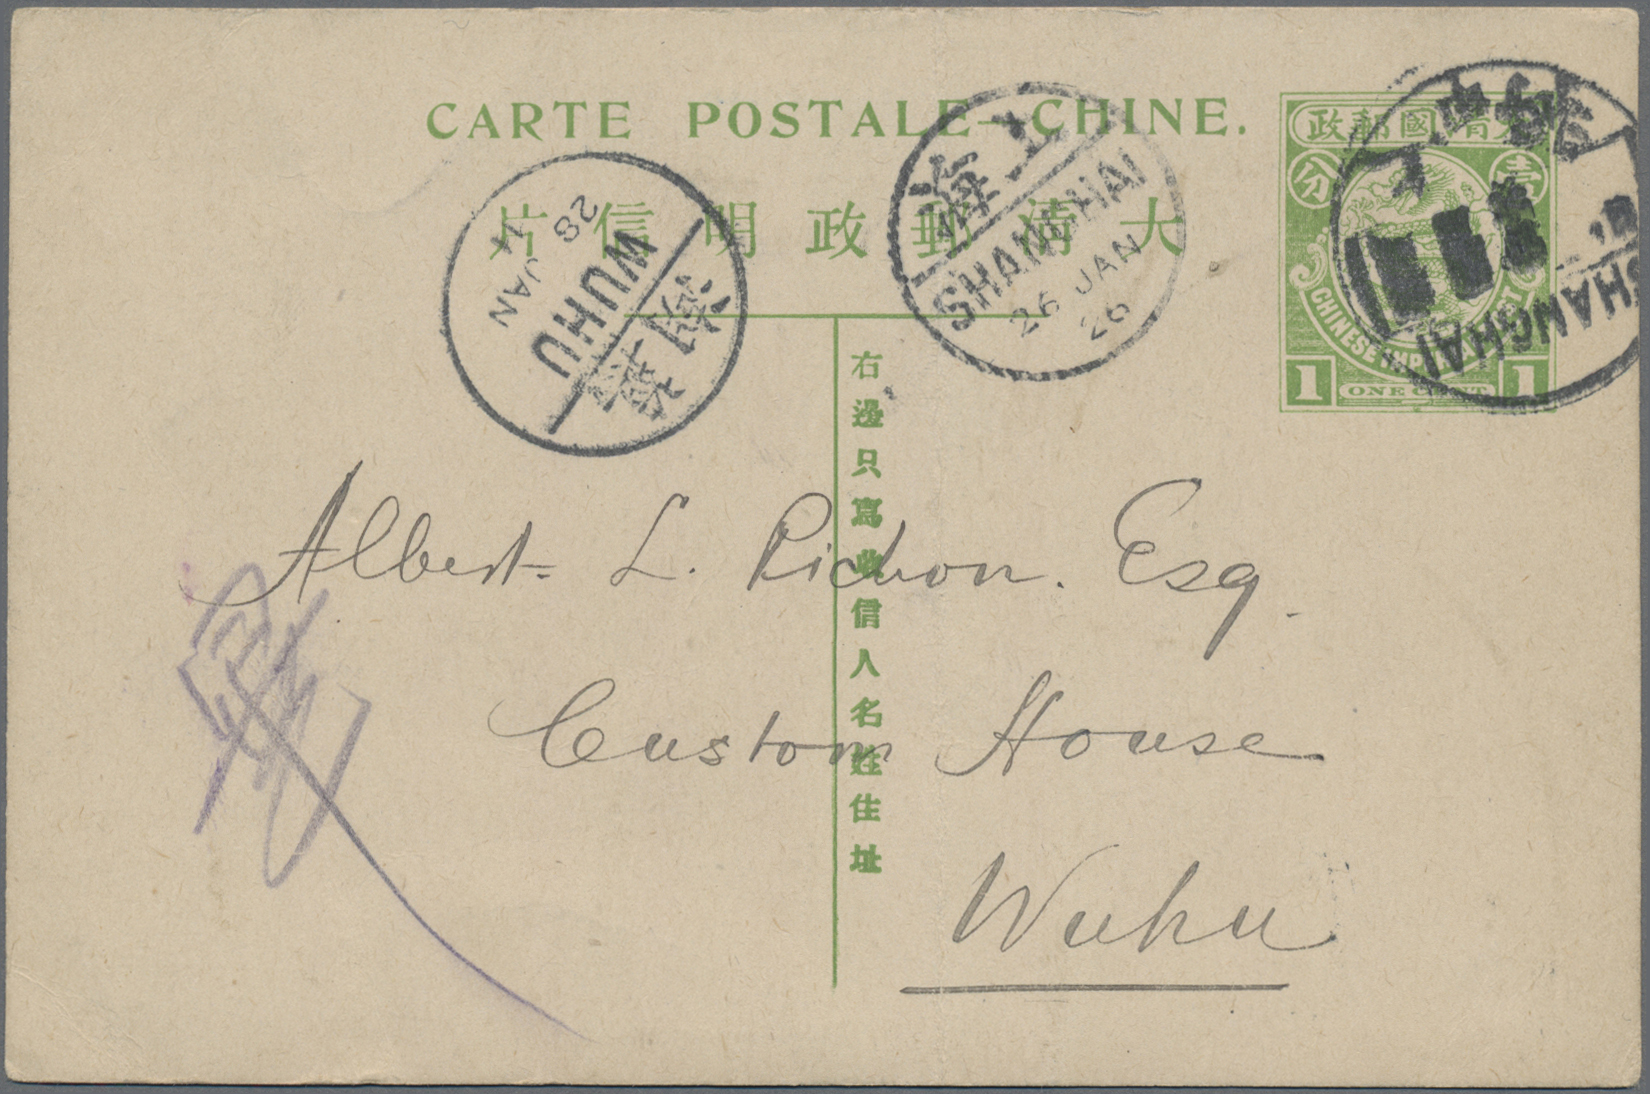 CARTE POSTALE—CHINE.
大清郵政明信片
大清國郵政
壹分
CHINESE IMPERIAL
1 ONE CENT 1
上海
SHANGHAI
26 JAN
26
SHANGHAI
28
JAN
WUHU
蕪湖
右邊只寫收信人名姓住址
Albert L. Pichon. Esq.
Custom House
Wuhu